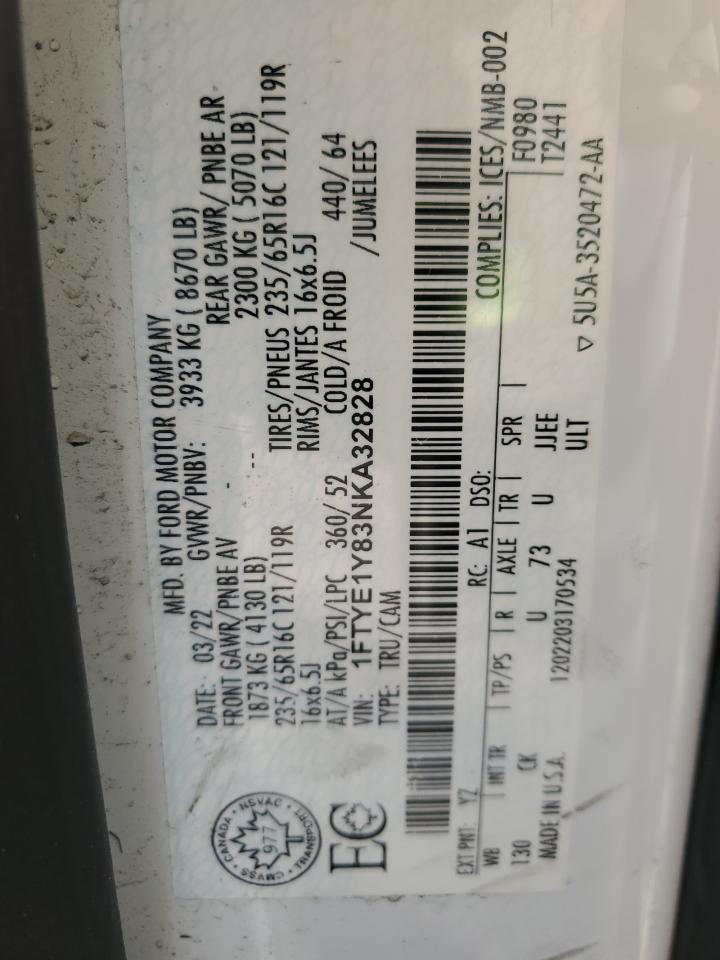 MFD. BY FORD MOTOR COMPANY
DATE: 03/22 GVWR/PNBV: 3933 KG ( 8670 LB)
FRONT GAWR/PNBE AV - REAR GAWR/ PNBE AR
1873 KG ( 4130 LB) -- 2300 KG ( 5070 LB)
235/65R16C 121/119R TIRES/PNEUS 235/65R16C 121/119R
16x6.5J RIMS/JANTES 16x6.5J
AT/A kPa/PSI/LPC 360/ 52 COLD/A FROID 440/ 64
VIN: 1FTYE1Y83NKA32828 /JUMELEES
TYPE: TRU/CAM
CANADA • NSVAC • TRANSPORT • CMVSS •
977
EC
EXT PNT: YZ RC: A1 DSO: COMPLIES: ICES/NMB-002
WB | INT TR | TP/PS | R | AXLE | TR | SPR | F0980
130 CK U 73 U JJEE T2441
ULT
MADE IN U.S.A. 1202203170534 ▽ 5U5A-3520472-AA